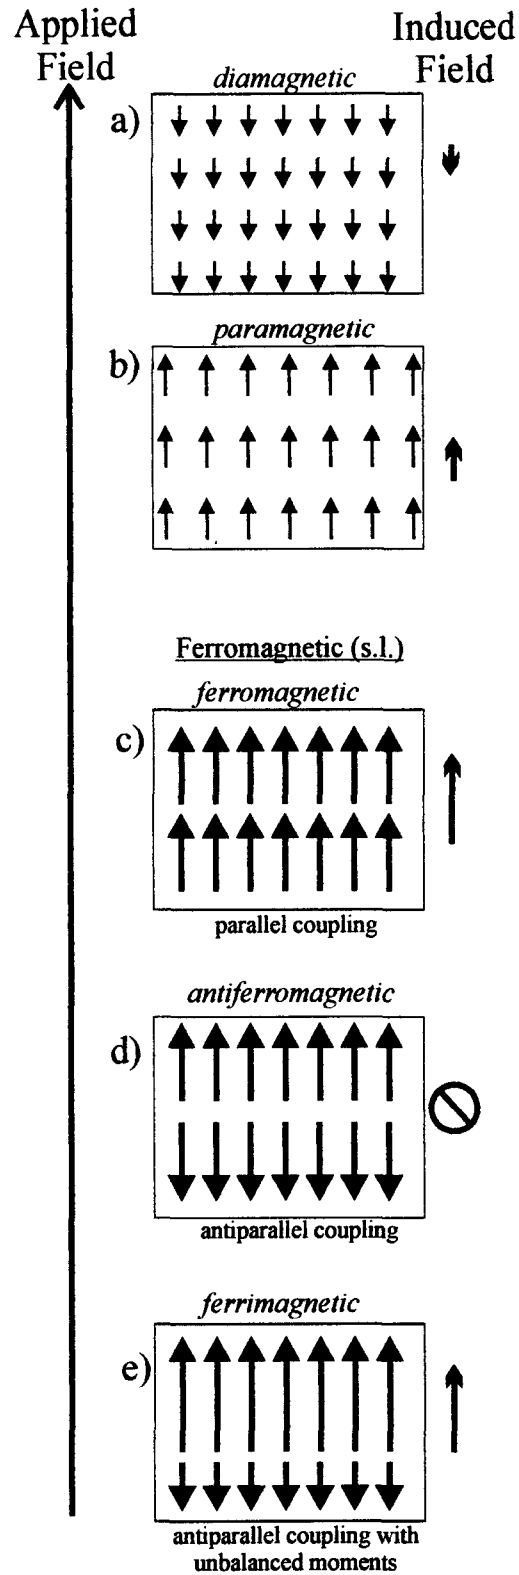 Applied
Field
Induced
Field
diamagnetic
a)
paramagnetic
b)
Ferromagnetic (s.l.)
ferromagnetic
c)
parallel coupling
antiferromagnetic
d)
antiparallel coupling
ferrimagnetic
e)
antiparallel coupling with
unbalanced moments